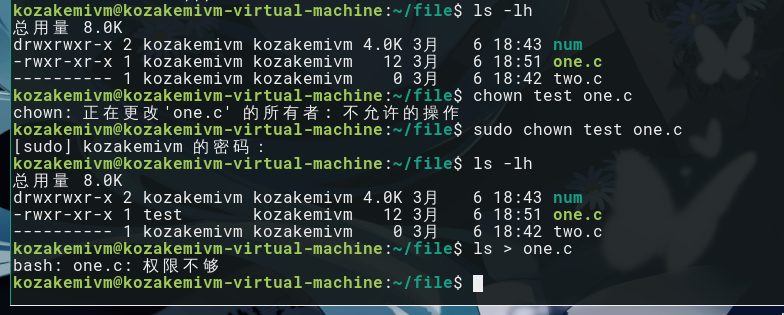 kozakemivm@kozakemivm-virtual-machine:~/file$ ls -lh
总用量 8.0K
drwxrwxr-x 2 kozakemivm kozakemivm 4.0K 3月   6 18:43 num
-rwxr-xr-x 1 kozakemivm kozakemivm   12 3月   6 18:51 one.c
---------- 1 kozakemivm kozakemivm    0 3月   6 18:42 two.c
kozakemivm@kozakemivm-virtual-machine:~/file$ chown test one.c
chown: 正在更改'one.c' 的所有者: 不允许的操作
kozakemivm@kozakemivm-virtual-machine:~/file$ sudo chown test one.c
[sudo] kozakemivm 的密码：
kozakemivm@kozakemivm-virtual-machine:~/file$ ls -lh
总用量 8.0K
drwxrwxr-x 2 kozakemivm kozakemivm 4.0K 3月   6 18:43 num
-rwxr-xr-x 1 test       kozakemivm   12 3月   6 18:51 one.c
---------- 1 kozakemivm kozakemivm    0 3月   6 18:42 two.c
kozakemivm@kozakemivm-virtual-machine:~/file$ ls > one.c
bash: one.c: 权限不够
kozakemivm@kozakemivm-virtual-machine:~/file$